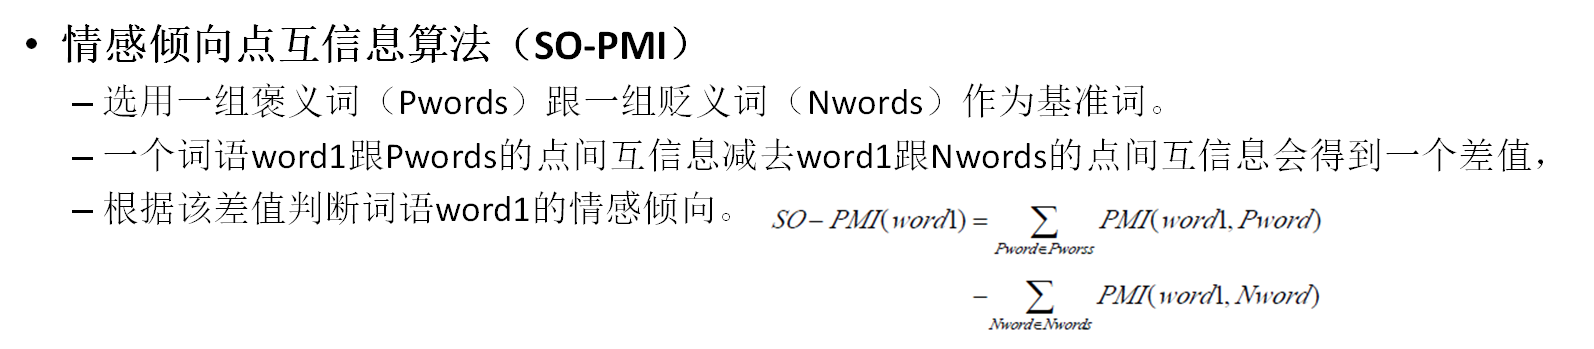 • 情感倾向点互信息算法（SO-PMI）
– 选用一组褒义词（Pwords）跟一组贬义词（Nwords）作为基准词。
– 一个词语word1跟Pwords的点间互信息减去word1跟Nwords的点间互信息会得到一个差值，
– 根据该差值判断词语word1的情感倾向。
SO – PMI(word1) = ∑ PMI(word1, Pword)
Pword∈Pworss
– ∑ PMI(word1, Nword)
Nword∈Nwords